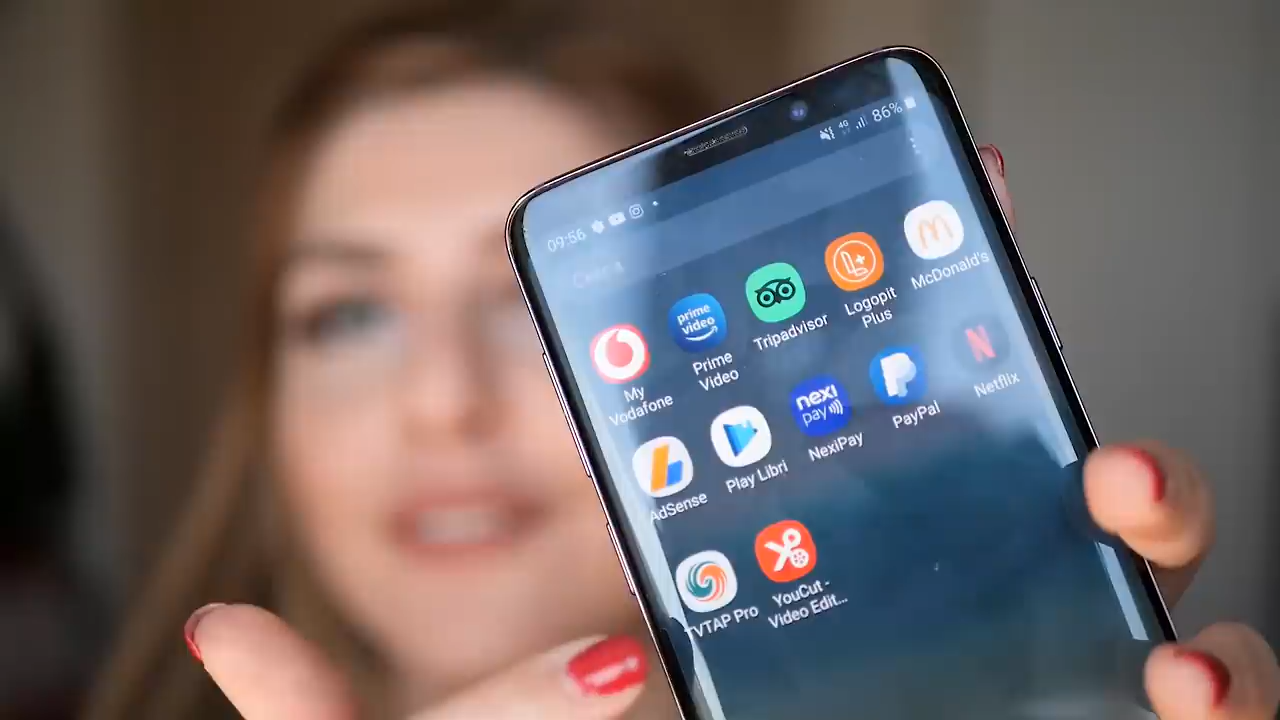 09:56
4G
86%
My
Vodafone
prime
video
Prime
Video
Tripadvisor
Logopit
Plus
McDonald's
AdSense
Play Libri
nexi
pay
NexiPay
PayPal
Netflix
TVTAP Pro
YouCut -
Video Edit...